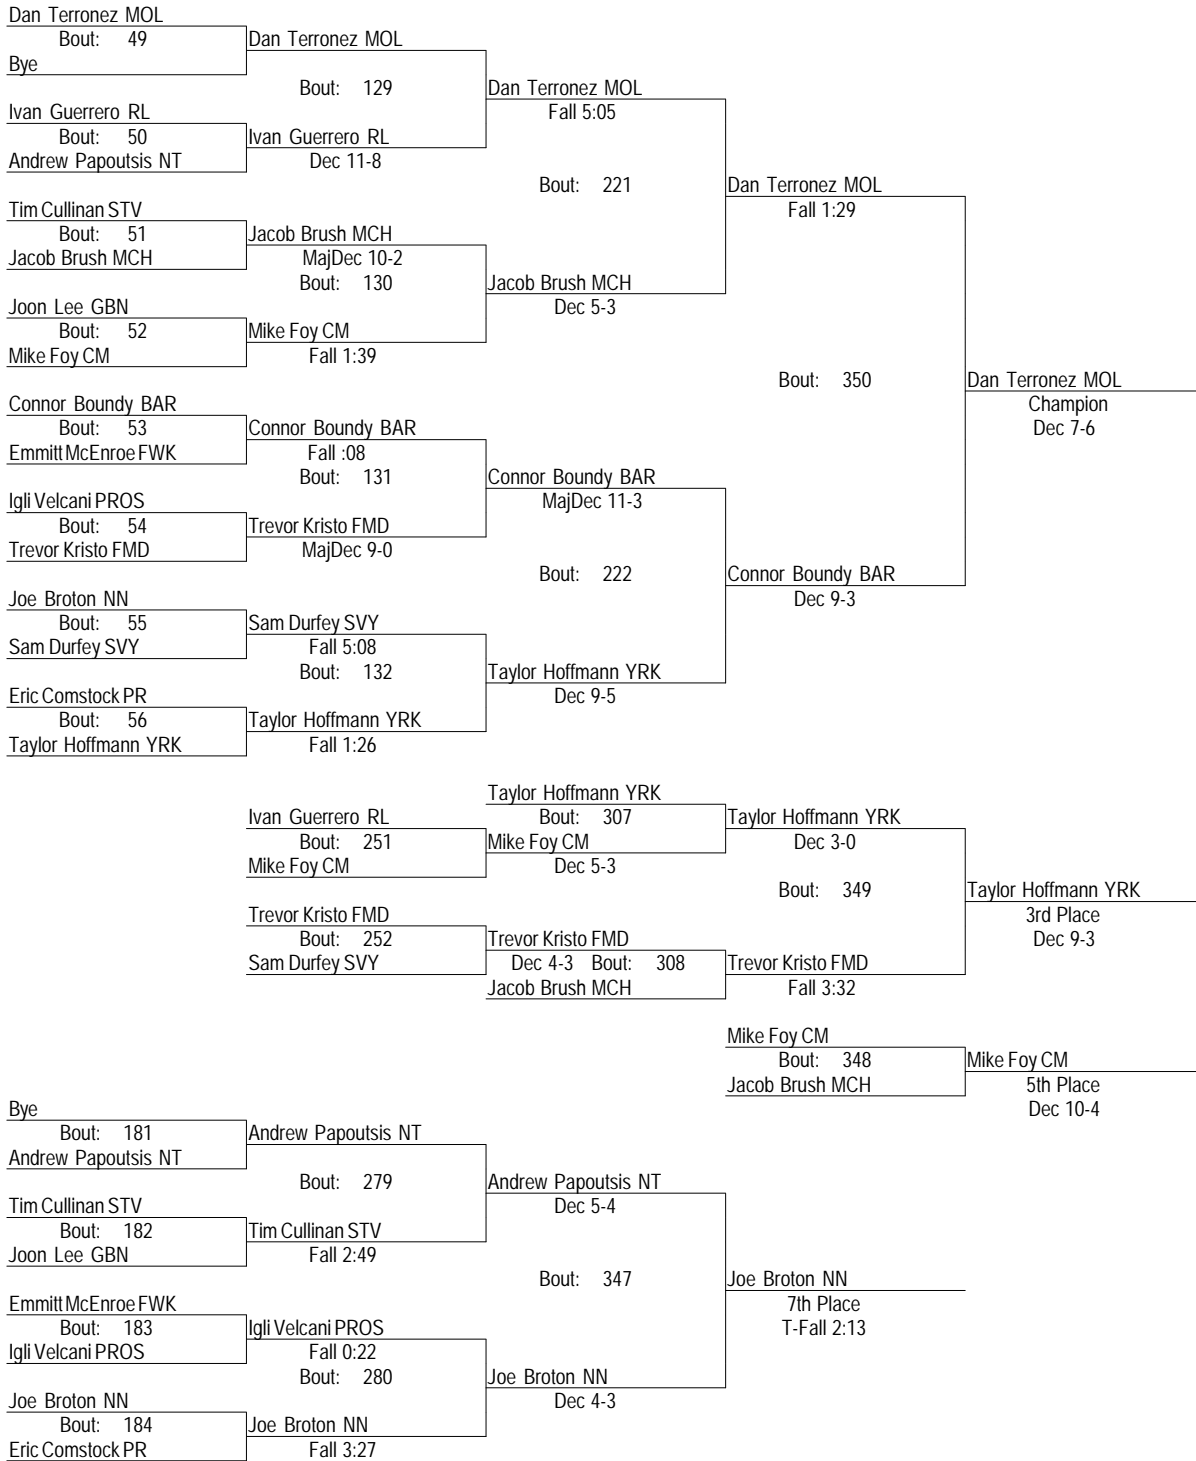 Dan Terronez MOL
Bout: 49
Dan Terronez MOL
Bye
Bout: 129
Dan Terronez MOL
Fall 5:05
Ivan Guerrero RL
Bout: 50
Ivan Guerrero RL
Andrew Papoutsis NT
Dec 11-8
Bout: 221
Dan Terronez MOL
Fall 1:29
Tim Cullinan STV
Bout: 51
Jacob Brush MCH
Jacob Brush MCH
MajDec 10-2
Bout: 130
Jacob Brush MCH
Dec 5-3
Joon Lee GBN
Bout: 52
Mike Foy CM
Mike Foy CM
Fall 1:39
Bout: 350
Dan Terronez MOL
Champion
Dec 7-6
Connor Boundy BAR
Bout: 53
Connor Boundy BAR
Emmitt McEnroe FWK
Fall :08
Bout: 131
Connor Boundy BAR
MajDec 11-3
Igli Velcani PROS
Bout: 54
Trevor Kristo FMD
Trevor Kristo FMD
MajDec 9-0
Bout: 222
Connor Boundy BAR
Dec 9-3
Joe Broton NN
Bout: 55
Sam Durfey SVY
Sam Durfey SVY
Fall 5:08
Bout: 132
Taylor Hoffmann YRK
Dec 9-5
Eric Comstock PR
Bout: 56
Taylor Hoffmann YRK
Taylor Hoffmann YRK
Fall 1:26
Taylor Hoffmann YRK
Ivan Guerrero RL
Bout: 307
Taylor Hoffmann YRK
Bout: 251
Mike Foy CM
Dec 3-0
Mike Foy CM
Dec 5-3
Bout: 349
Taylor Hoffmann YRK
3rd Place
Dec 9-3
Trevor Kristo FMD
Bout: 252
Trevor Kristo FMD
Sam Durfey SVY
Dec 4-3 Bout: 308
Trevor Kristo FMD
Jacob Brush MCH
Fall 3:32
Mike Foy CM
Bout: 348
Mike Foy CM
Jacob Brush MCH
5th Place
Dec 10-4
Bye
Bout: 181
Andrew Papoutsis NT
Andrew Papoutsis NT
Bout: 279
Andrew Papoutsis NT
Dec 5-4
Tim Cullinan STV
Bout: 182
Tim Cullinan STV
Joon Lee GBN
Fall 2:49
Bout: 347
Joe Broton NN
7th Place
T-Fall 2:13
Emmitt McEnroe FWK
Bout: 183
Igli Velcani PROS
Igli Velcani PROS
Fall 0:22
Bout: 280
Joe Broton NN
Dec 4-3
Joe Broton NN
Bout: 184
Joe Broton NN
Eric Comstock PR
Fall 3:27